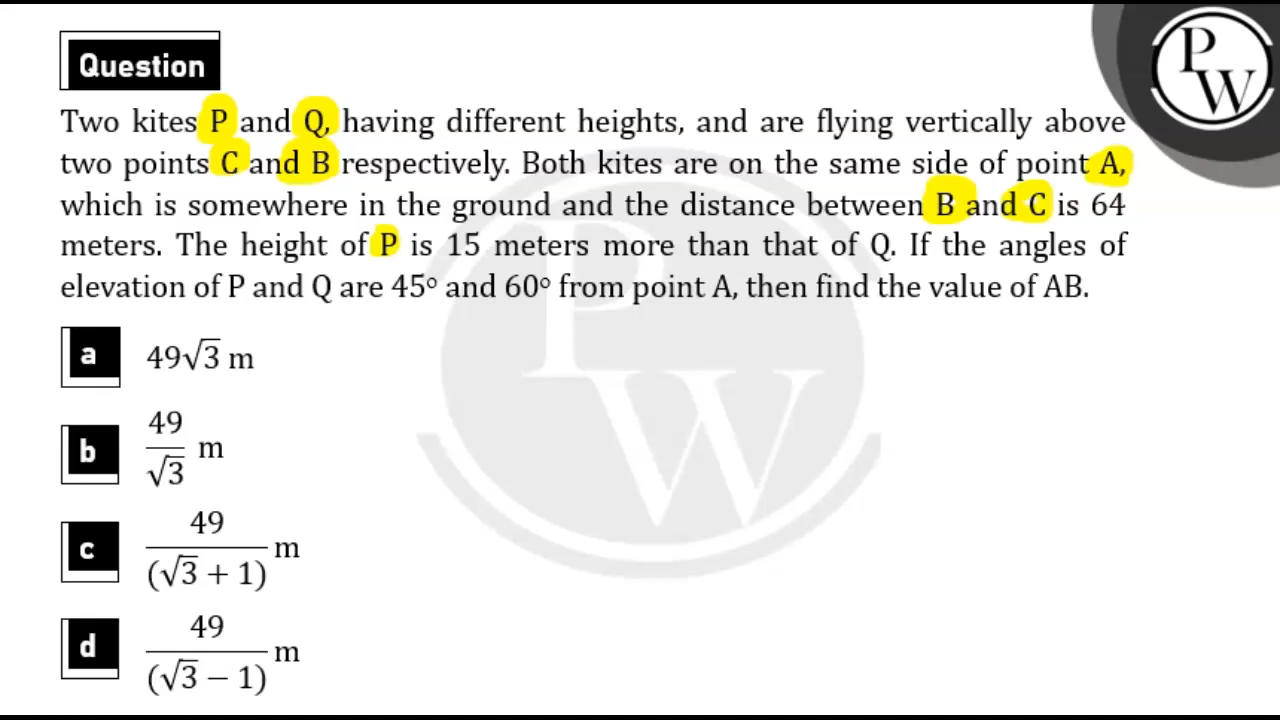 Question
Two kites P and Q, having different heights, and are flying vertically above
two points C and B respectively. Both kites are on the same side of point A,
which is somewhere in the ground and the distance between B and C is 64
meters. The height of P is 15 meters more than that of Q. If the angles of
elevation of P and Q are 45° and 60° from point A, then find the value of AB.
a 49√3 m
b 49/√3 m
c 49/(√3 + 1) m
d 49/(√3 − 1) m
PW
PW